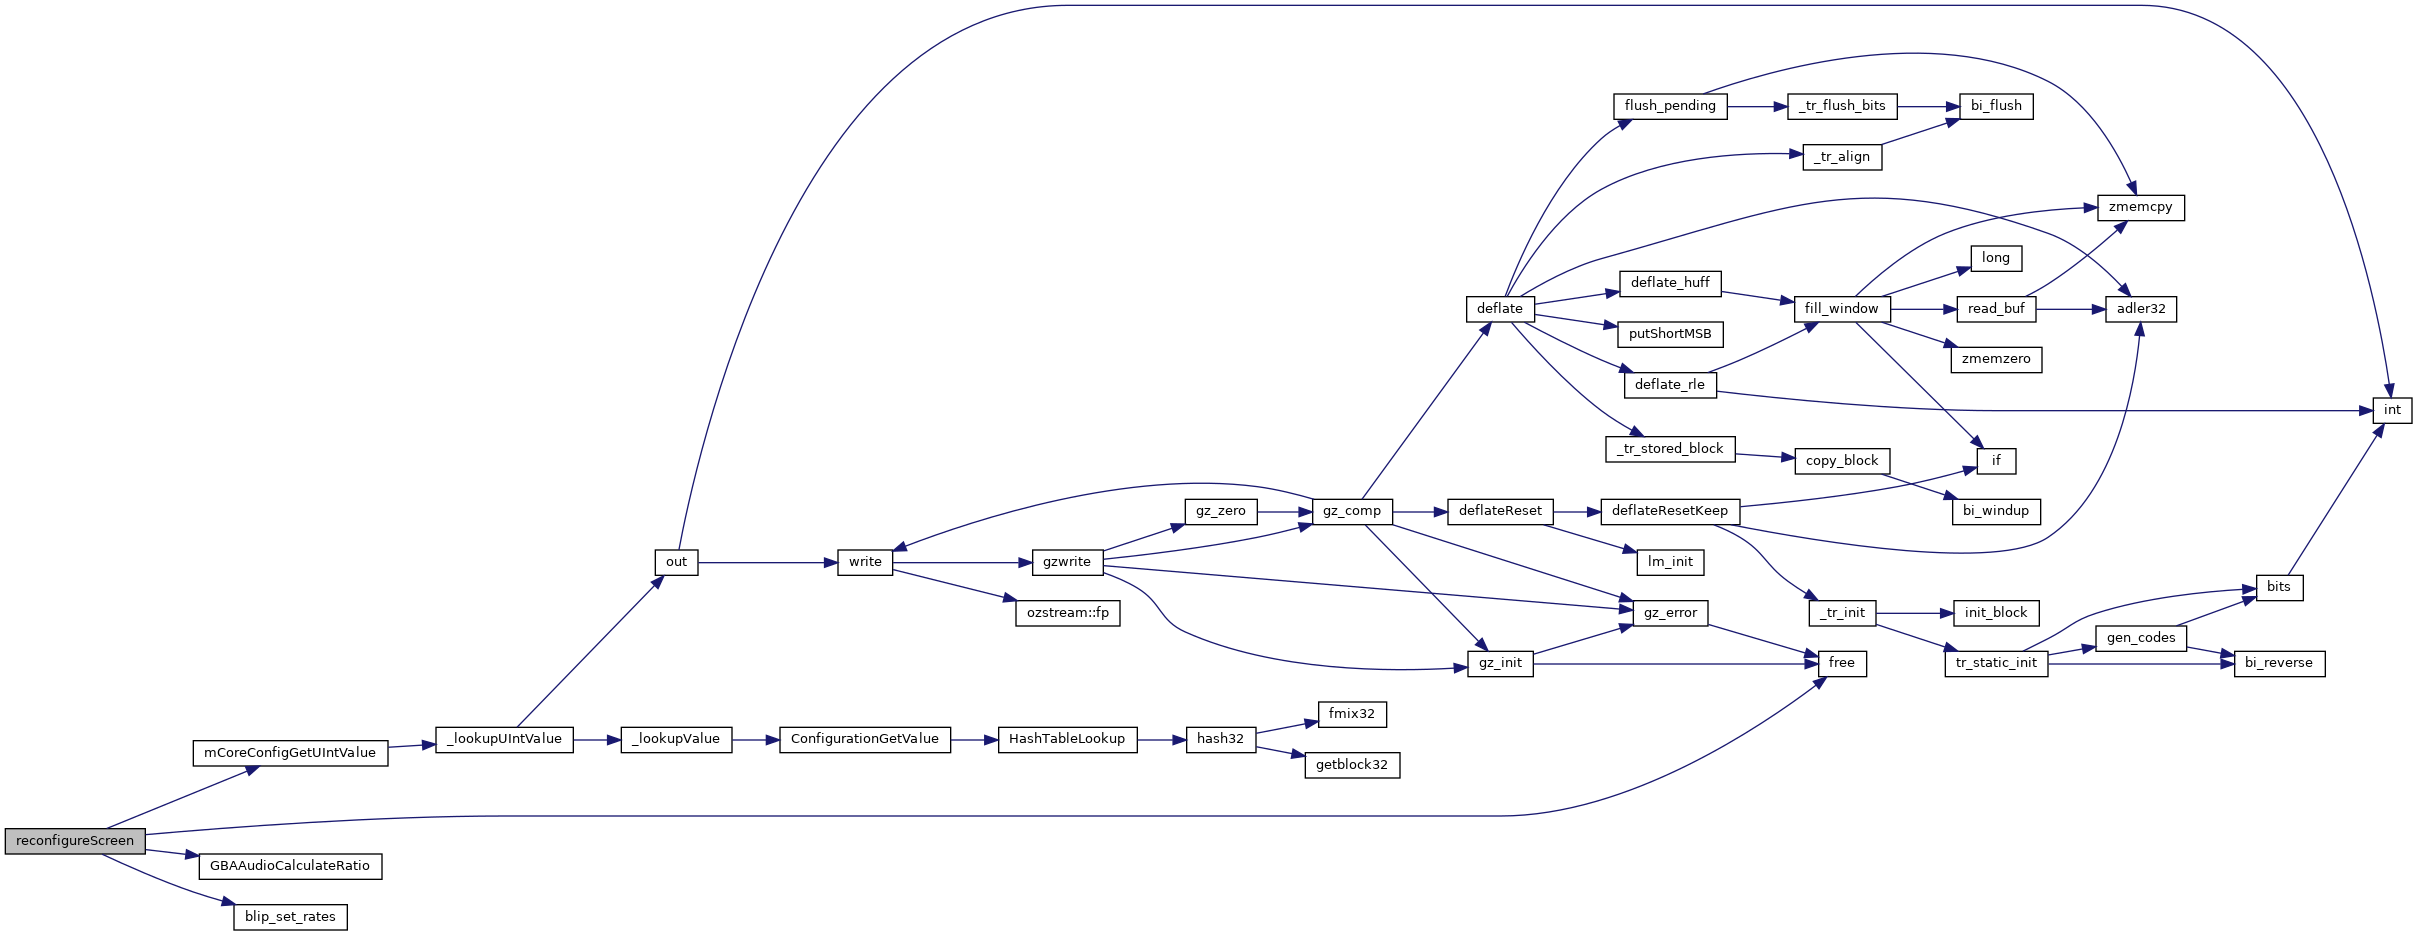 reconfigureScreen
mCoreConfigGetUIntValue
GBAAudioCalculateRatio
blip_set_rates
_lookupUIntValue
out
_lookupValue
write
ConfigurationGetValue
gzwrite
ozstream::fp
HashTableLookup
gz_zero
hash32
gz_comp
fmix32
getblock32
deflate
deflateReset
gz_init
flush_pending
deflate_huff
putShortMSB
deflate_rle
_tr_stored_block
deflateResetKeep
lm_init
gz_error
_tr_flush_bits
_tr_align
fill_window
copy_block
_tr_init
free
bi_flush
long
read_buf
zmemzero
if
bi_windup
init_block
tr_static_init
zmemcpy
adler32
gen_codes
bits
bi_reverse
int